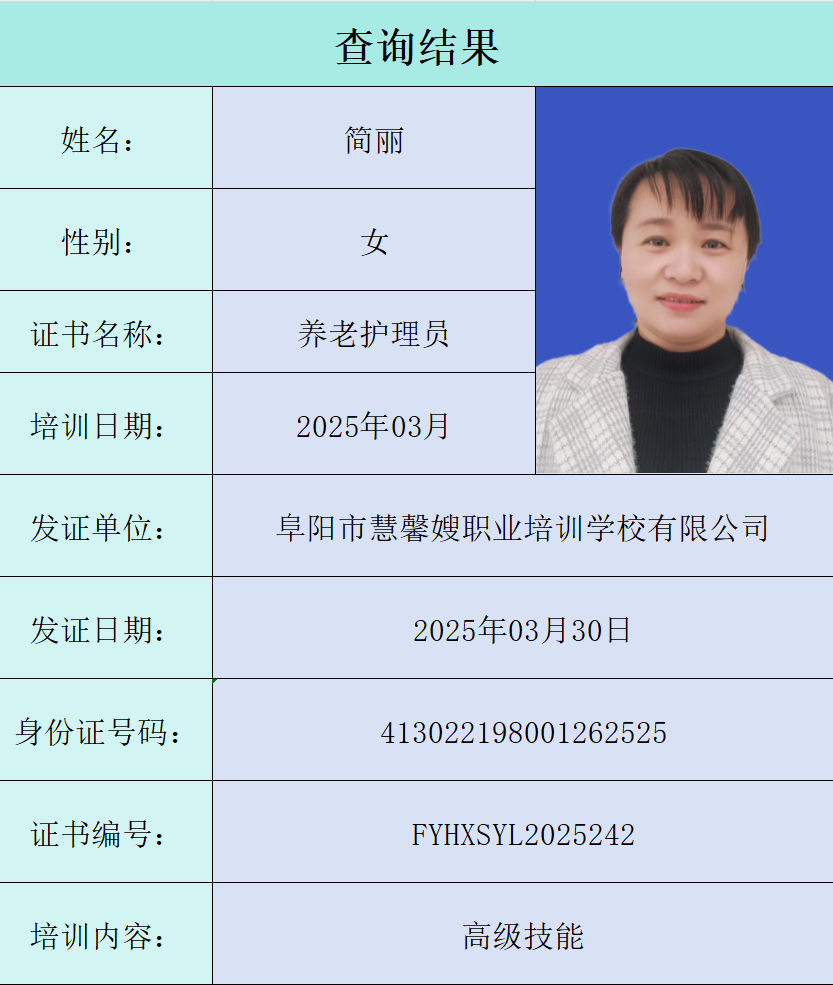 查询结果
姓名： 简丽
性别： 女
证书名称： 养老护理员
培训日期： 2025年03月
发证单位： 阜阳市慧馨嫂职业培训学校有限公司
发证日期： 2025年03月30日
身份证号码： 413022198001262525
证书编号： FYHXSYL2025242
培训内容： 高级技能